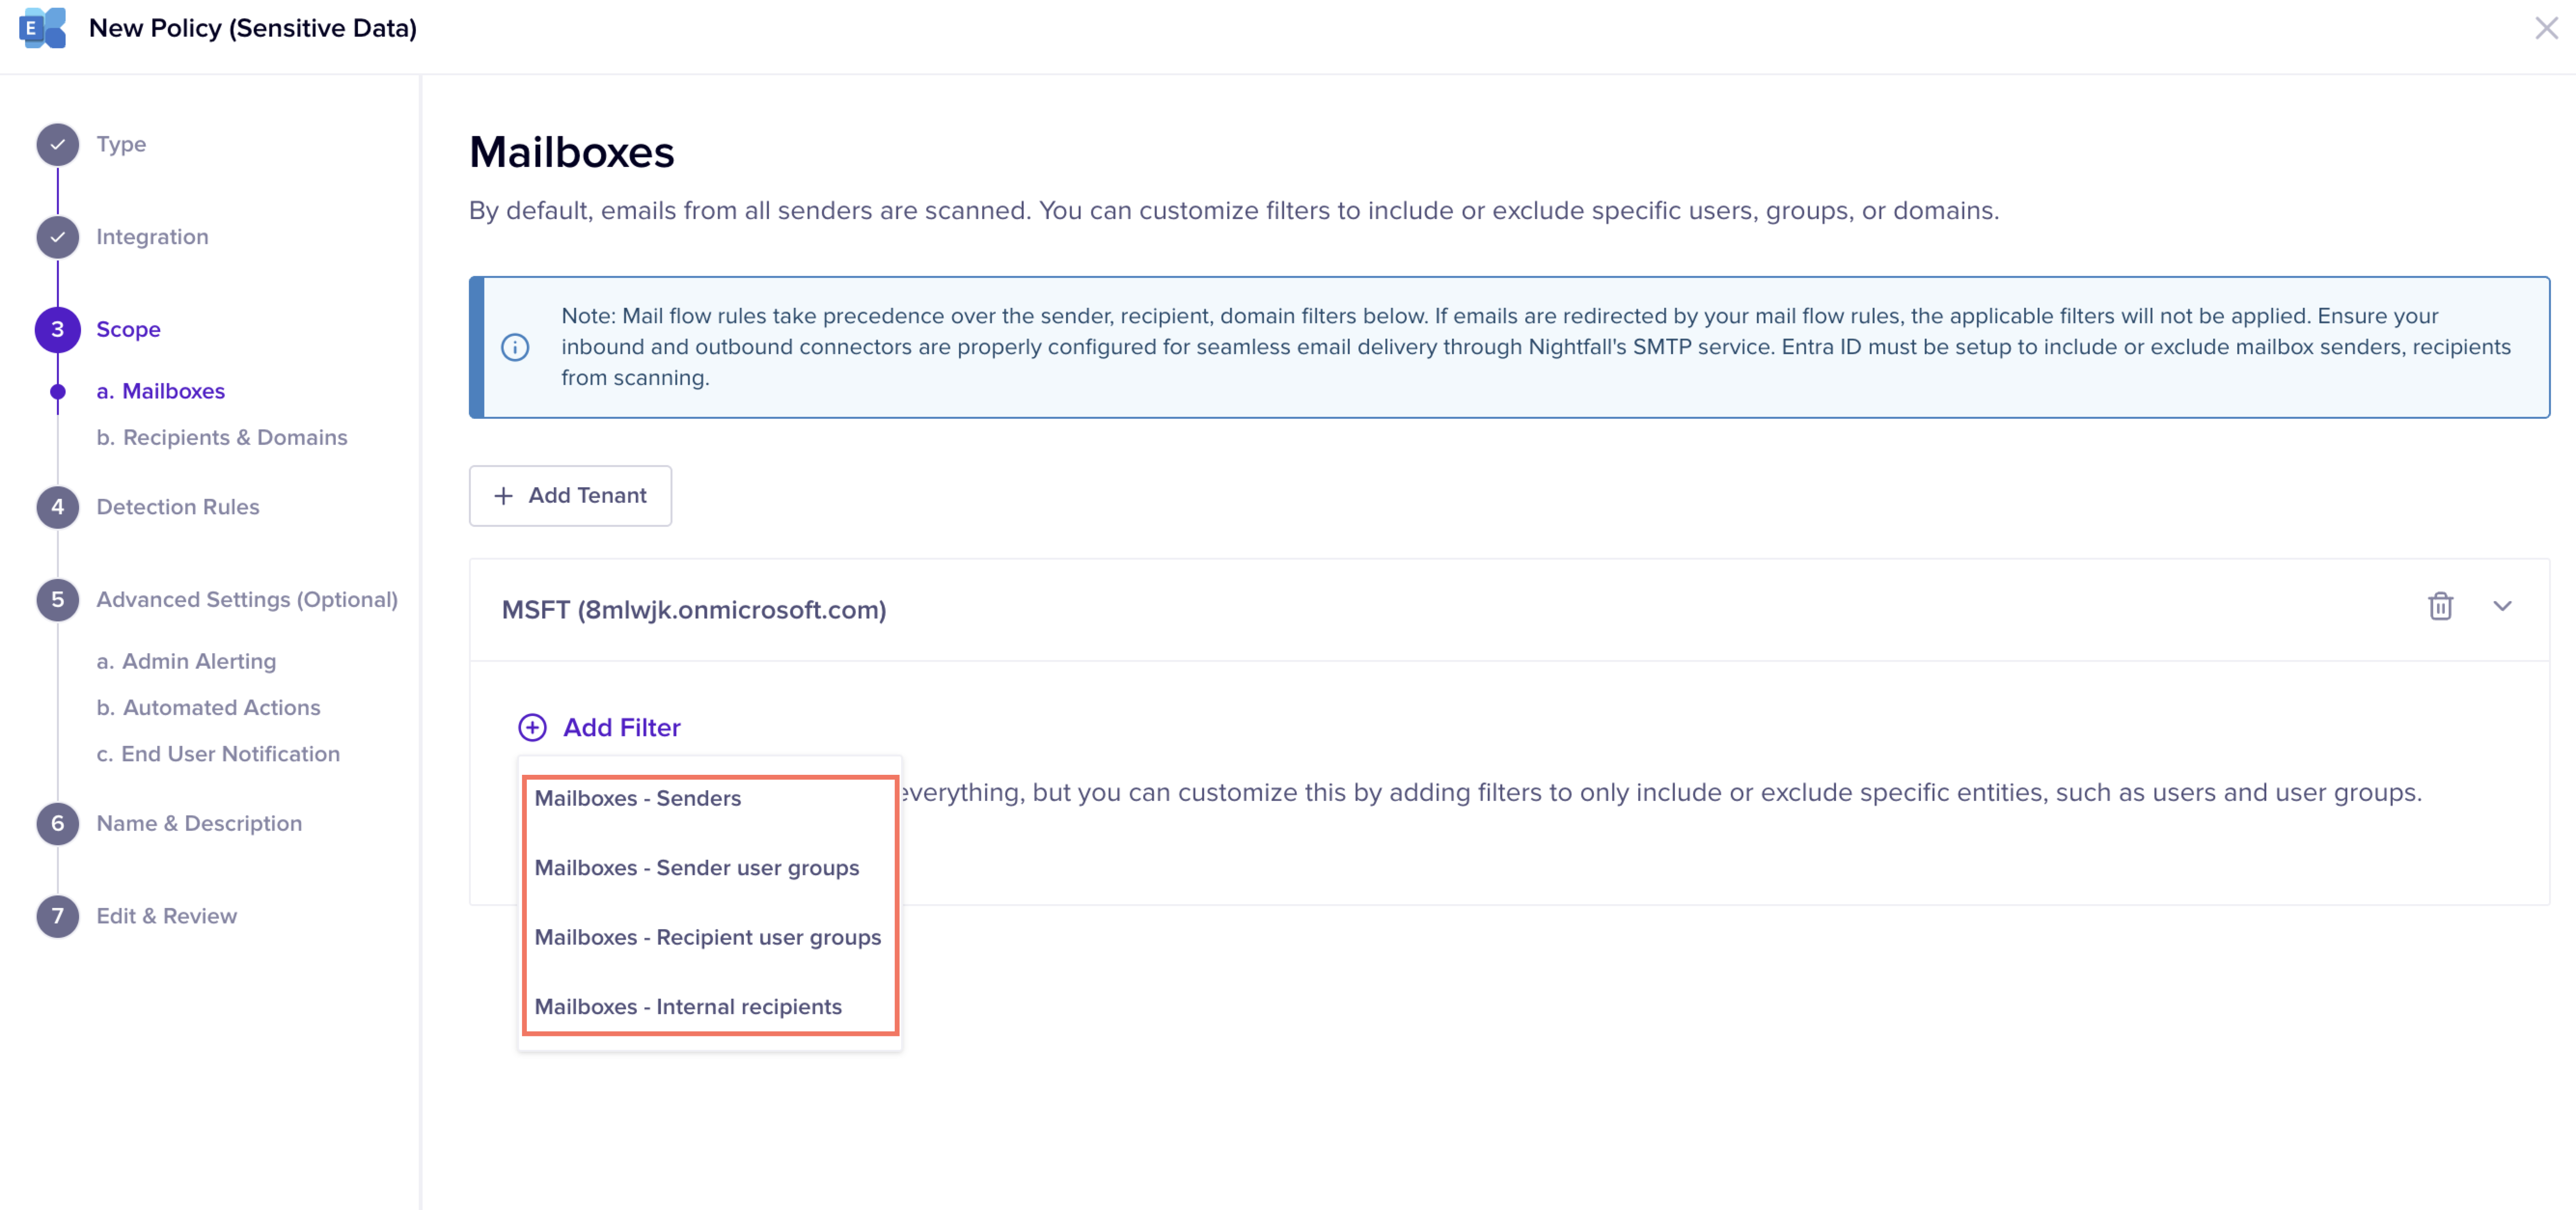 E
New Policy (Sensitive Data)
Type
Integration
3 Scope
a. Mailboxes
b. Recipients & Domains
4 Detection Rules
5 Advanced Settings (Optional)
a. Admin Alerting
b. Automated Actions
c. End User Notification
6 Name & Description
7 Edit & Review
Mailboxes
By default, emails from all senders are scanned. You can customize filters to include or exclude specific users, groups, or domains.
Note: Mail flow rules take precedence over the sender, recipient, domain filters below. If emails are redirected by your mail flow rules, the applicable filters will not be applied. Ensure your
inbound and outbound connectors are properly configured for seamless email delivery through Nightfall's SMTP service. Entra ID must be setup to include or exclude mailbox senders, recipients
from scanning.
Add Tenant
MSFT (8mlwjk.onmicrosoft.com)
Add Filter
everything, but you can customize this by adding filters to only include or exclude specific entities, such as users and user groups.
Mailboxes - Senders
Mailboxes - Sender user groups
Mailboxes - Recipient user groups
Mailboxes - Internal recipients